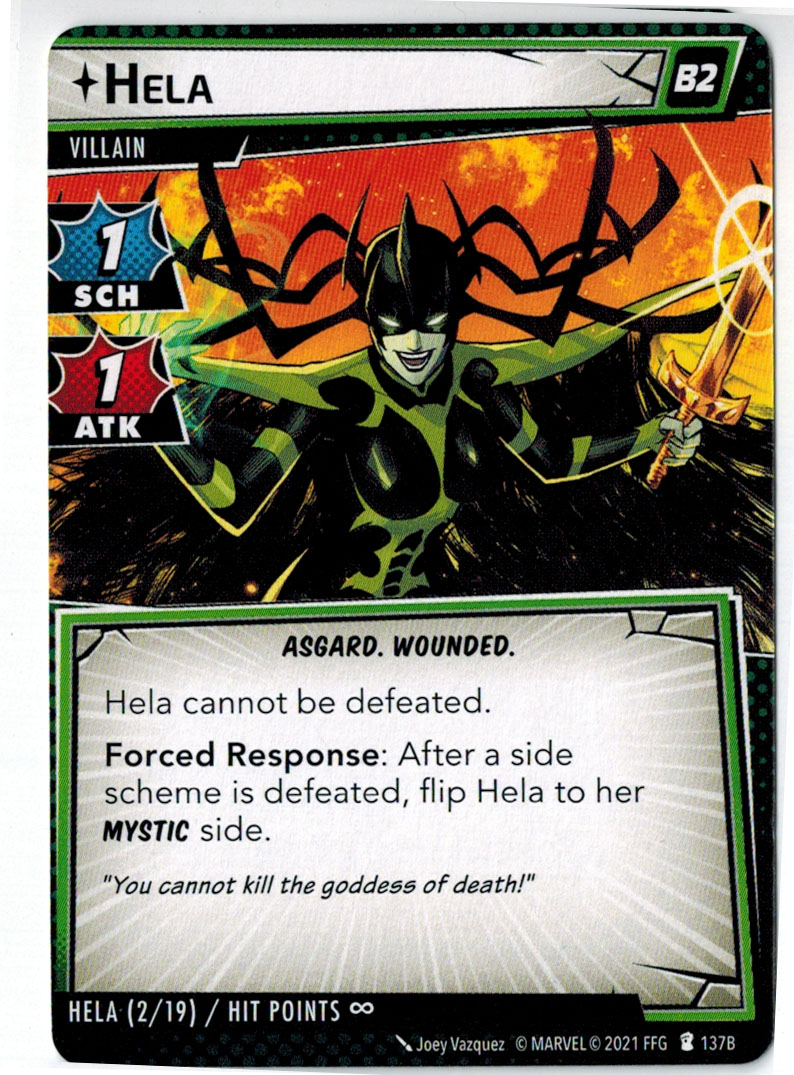 HELA
B2
VILLAIN
1
SCH
1
ATK
ASGARD. WOUNDED.
Hela cannot be defeated.
Forced Response: After a side
scheme is defeated, flip Hela to her
MYSTIC side.
"You cannot kill the goddess of death!"
HELA (2/19) / HIT POINTS ∞
Joey Vazquez © MARVEL © 2021 FFG 137B